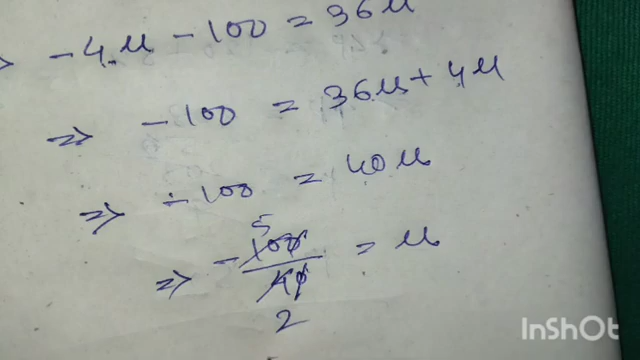 ⇒ -4u - 100 = 36u
⇒ -100 = 36u + 4u
⇒ -100 = 40u
5
⇒ -100/40 = u
2
InShOt